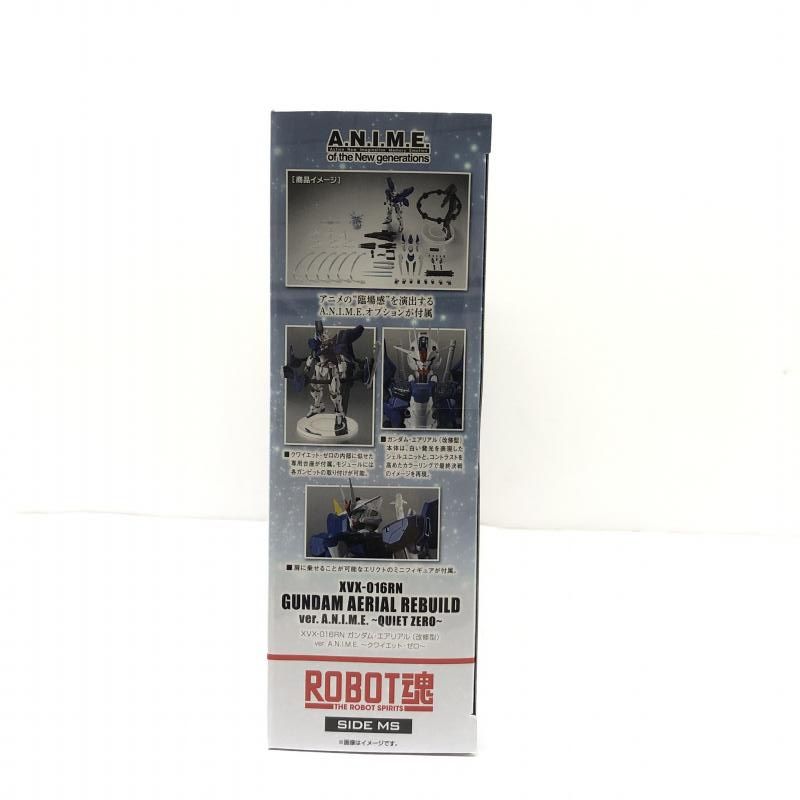 A.N.I.M.E.
Action New Imagination Memory Emotion
of the New generations
[商品イメージ]
アニメの"臨場感"を演出する
A.N.I.M.E.オプションが付属
■クワイエット・ゼロの内部に似せた
専用台座が付属。モジュールには
各ガンビットの取り付けが可能。
■ガンダム・エアリアル(改修型)
本体は、白い発光を表現した
シェルユニットと、コントラストを
高めたカラーリングで最終決戦
のイメージを再現。
■肩に乗せることが可能なエリクトのミニフィギュアが付属。
XVX-016RN
GUNDAM AERIAL REBUILD
ver. A.N.I.M.E. ~QUIET ZERO~
XVX-016RN ガンダム・エアリアル(改修型)
ver. A.N.I.M.E. ~クワイエット・ゼロ~
ROBOT魂
THE ROBOT SPIRITS
SIDE MS
※画像はイメージです。